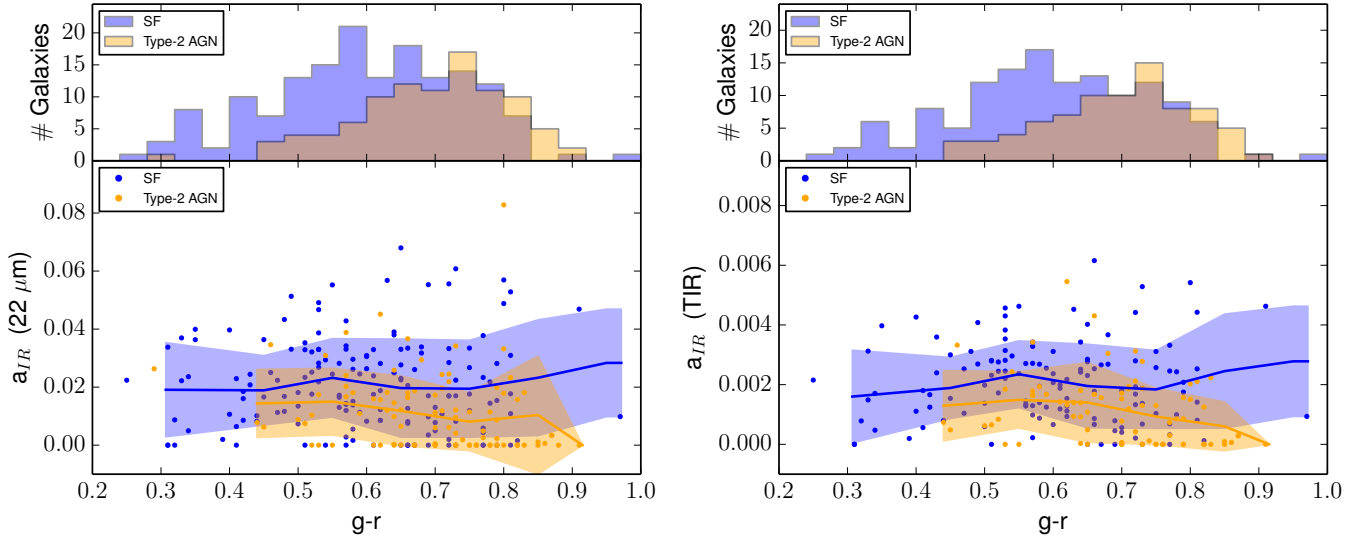 # Galaxies
20
15
10
5
0
SF
Type-2 AGN
a_IR (22 μm)
0.08
0.06
0.04
0.02
0.00
SF
Type-2 AGN
0.2 0.3 0.4 0.5 0.6 0.7 0.8 0.9 1.0
g-r
# Galaxies
20
15
10
5
0
SF
Type-2 AGN
a_IR (TIR)
0.008
0.006
0.004
0.002
0.000
SF
Type-2 AGN
0.2 0.3 0.4 0.5 0.6 0.7 0.8 0.9 1.0
g-r